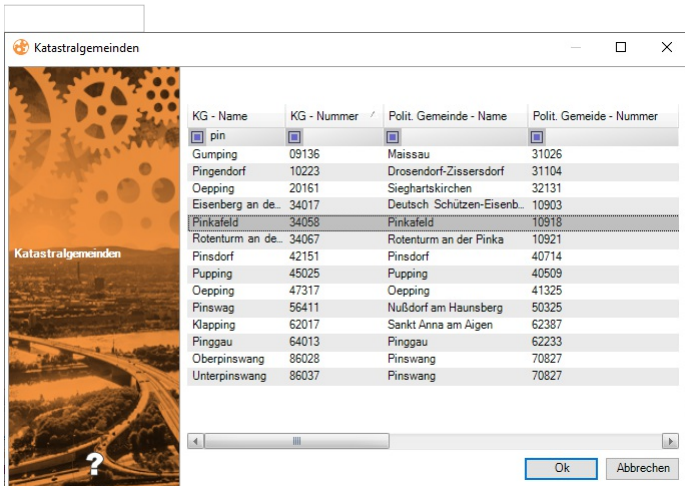 Katastralgemeinden
KG - Name KG - Nummer Polit. Gemeinde - Name Polit. Gemeide - Nummer
pin
Gumping 09136 Maissau 31026
Pingendorf 10223 Drosendorf-Zissersdorf 31104
Oepping 20161 Sieghartskirchen 32131
Eisenberg an de... 34017 Deutsch Schützen-Eisenb... 10903
Pinkafeld 34058 Pinkafeld 10918
Rotenturm an de... 34067 Rotenturm an der Pinka 10921
Katastralgemeinden
Pinsdorf 42151 Pinsdorf 40714
Pupping 45025 Pupping 40509
Oepping 47317 Oepping 41325
Pinswag 56411 Nußdorf am Haunsberg 50325
Klapping 62017 Sankt Anna am Aigen 62387
Pinggau 64013 Pinggau 62233
Oberpinswang 86028 Pinswang 70827
Unterpinswang 86037 Pinswang 70827
?
Ok Abbrechen